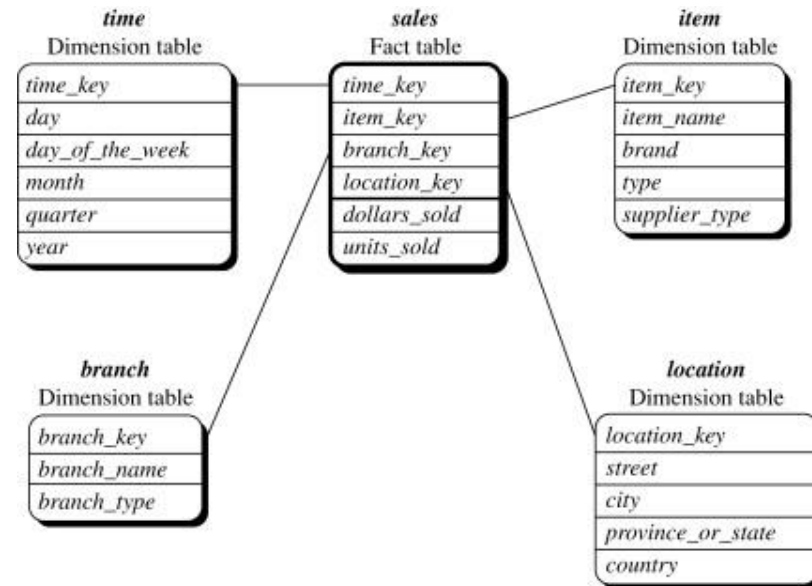 time
Dimension table
time_key
day
day_of_the_week
month
quarter
year
sales
Fact table
time_key
item_key
branch_key
location_key
dollars_sold
units_sold
item
Dimension table
item_key
item_name
brand
type
supplier_type
branch
Dimension table
branch_key
branch_name
branch_type
location
Dimension table
location_key
street
city
province_or_state
country